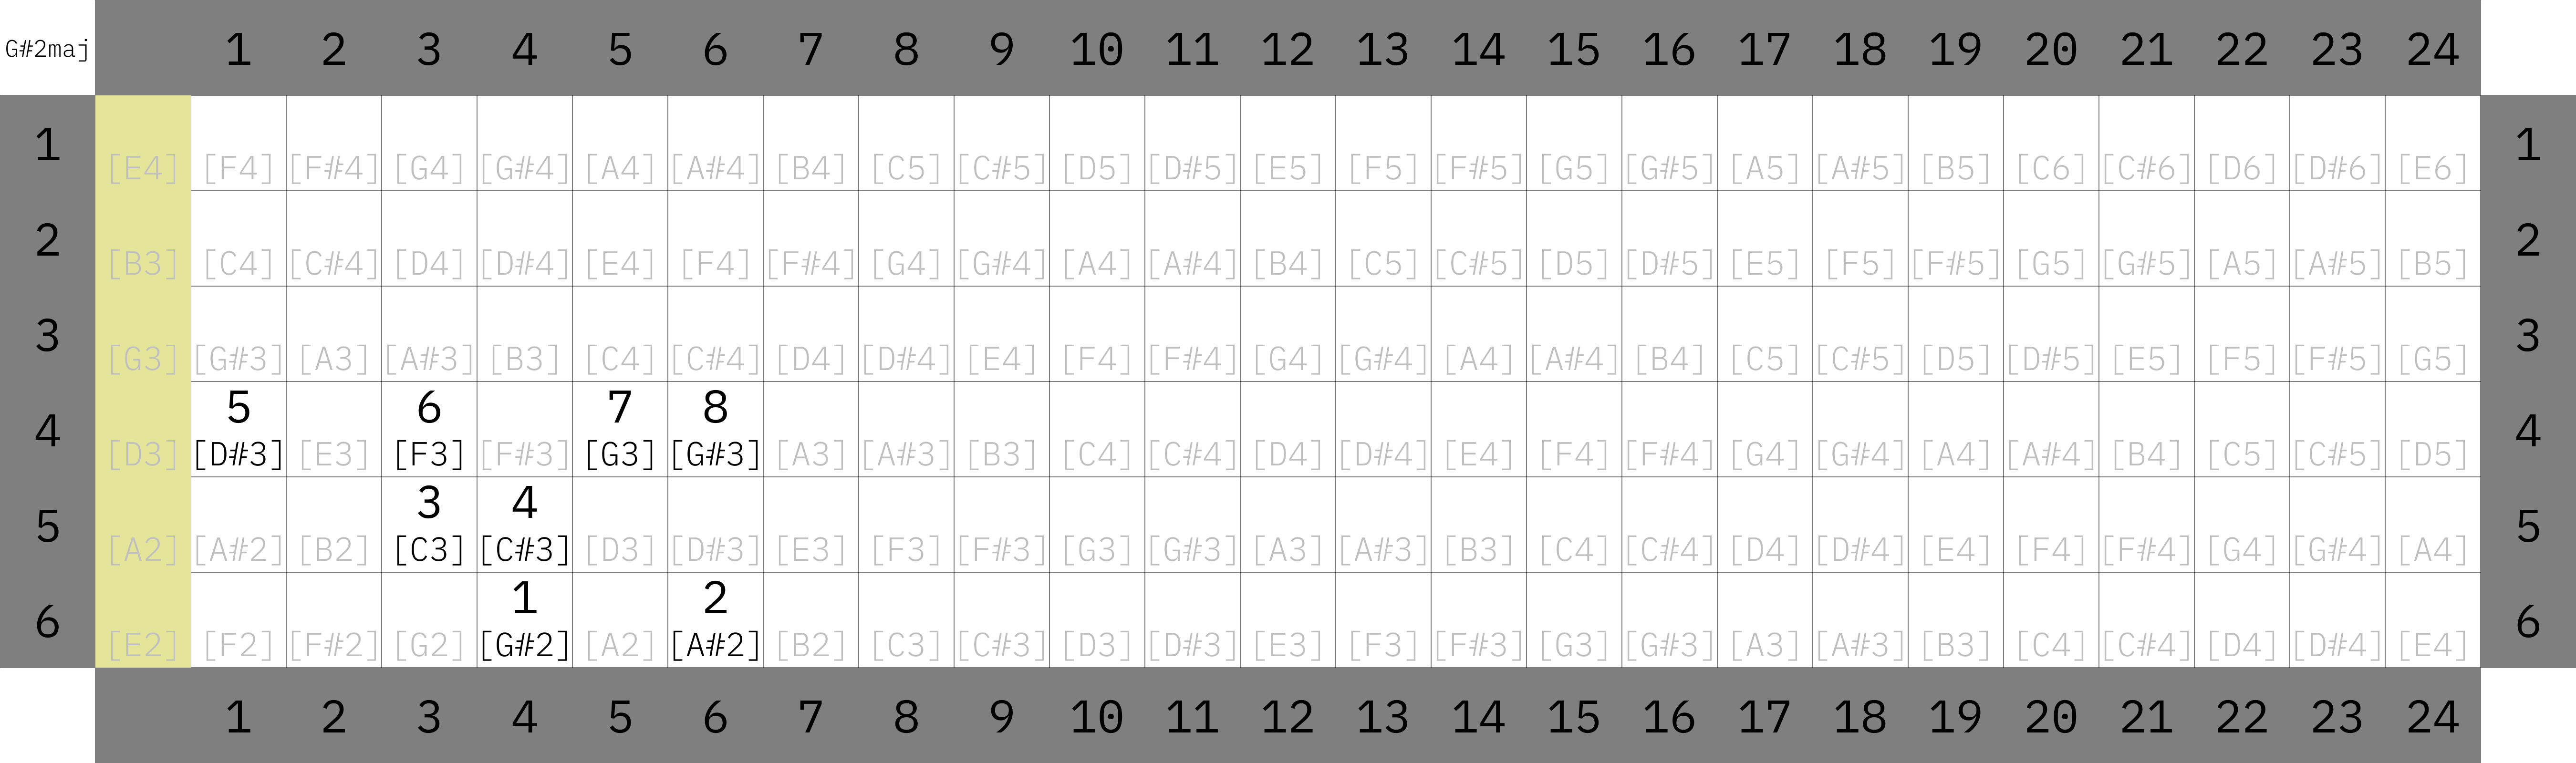 G#2maj 1 2 3 4 5 6 7 8 9 10 11 12 13 14 15 16 17 18 19 20 21 22 23 24
1 [E4] [F4] [F#4] [G4] [G#4] [A4] [A#4] [B4] [C5] [C#5] [D5] [D#5] [E5] [F5] [F#5] [G5] [G#5] [A5] [A#5] [B5] [C6] [C#6] [D6] [D#6] [E6] 1
2 [B3] [C4] [C#4] [D4] [D#4] [E4] [F4] [F#4] [G4] [G#4] [A4] [A#4] [B4] [C5] [C#5] [D5] [D#5] [E5] [F5] [F#5] [G5] [G#5] [A5] [A#5] [B5] 2
3 [G3] [G#3] [A3] [A#3] [B3] [C4] [C#4] [D4] [D#4] [E4] [F4] [F#4] [G4] [G#4] [A4] [A#4] [B4] [C5] [C#5] [D5] [D#5] [E5] [F5] [F#5] [G5] 3
5 6 7 8
4 [D3] [D#3] [E3] [F3] [F#3] [G3] [G#3] [A3] [A#3] [B3] [C4] [C#4] [D4] [D#4] [E4] [F4] [F#4] [G4] [G#4] [A4] [A#4] [B4] [C5] [C#5] [D5] 4
3 4
5 [A2] [A#2] [B2] [C3] [C#3] [D3] [D#3] [E3] [F3] [F#3] [G3] [G#3] [A3] [A#3] [B3] [C4] [C#4] [D4] [D#4] [E4] [F4] [F#4] [G4] [G#4] [A4] 5
1 2
6 [E2] [F2] [F#2] [G2] [G#2] [A2] [A#2] [B2] [C3] [C#3] [D3] [D#3] [E3] [F3] [F#3] [G3] [G#3] [A3] [A#3] [B3] [C4] [C#4] [D4] [D#4] [E4] 6
1 2 3 4 5 6 7 8 9 10 11 12 13 14 15 16 17 18 19 20 21 22 23 24